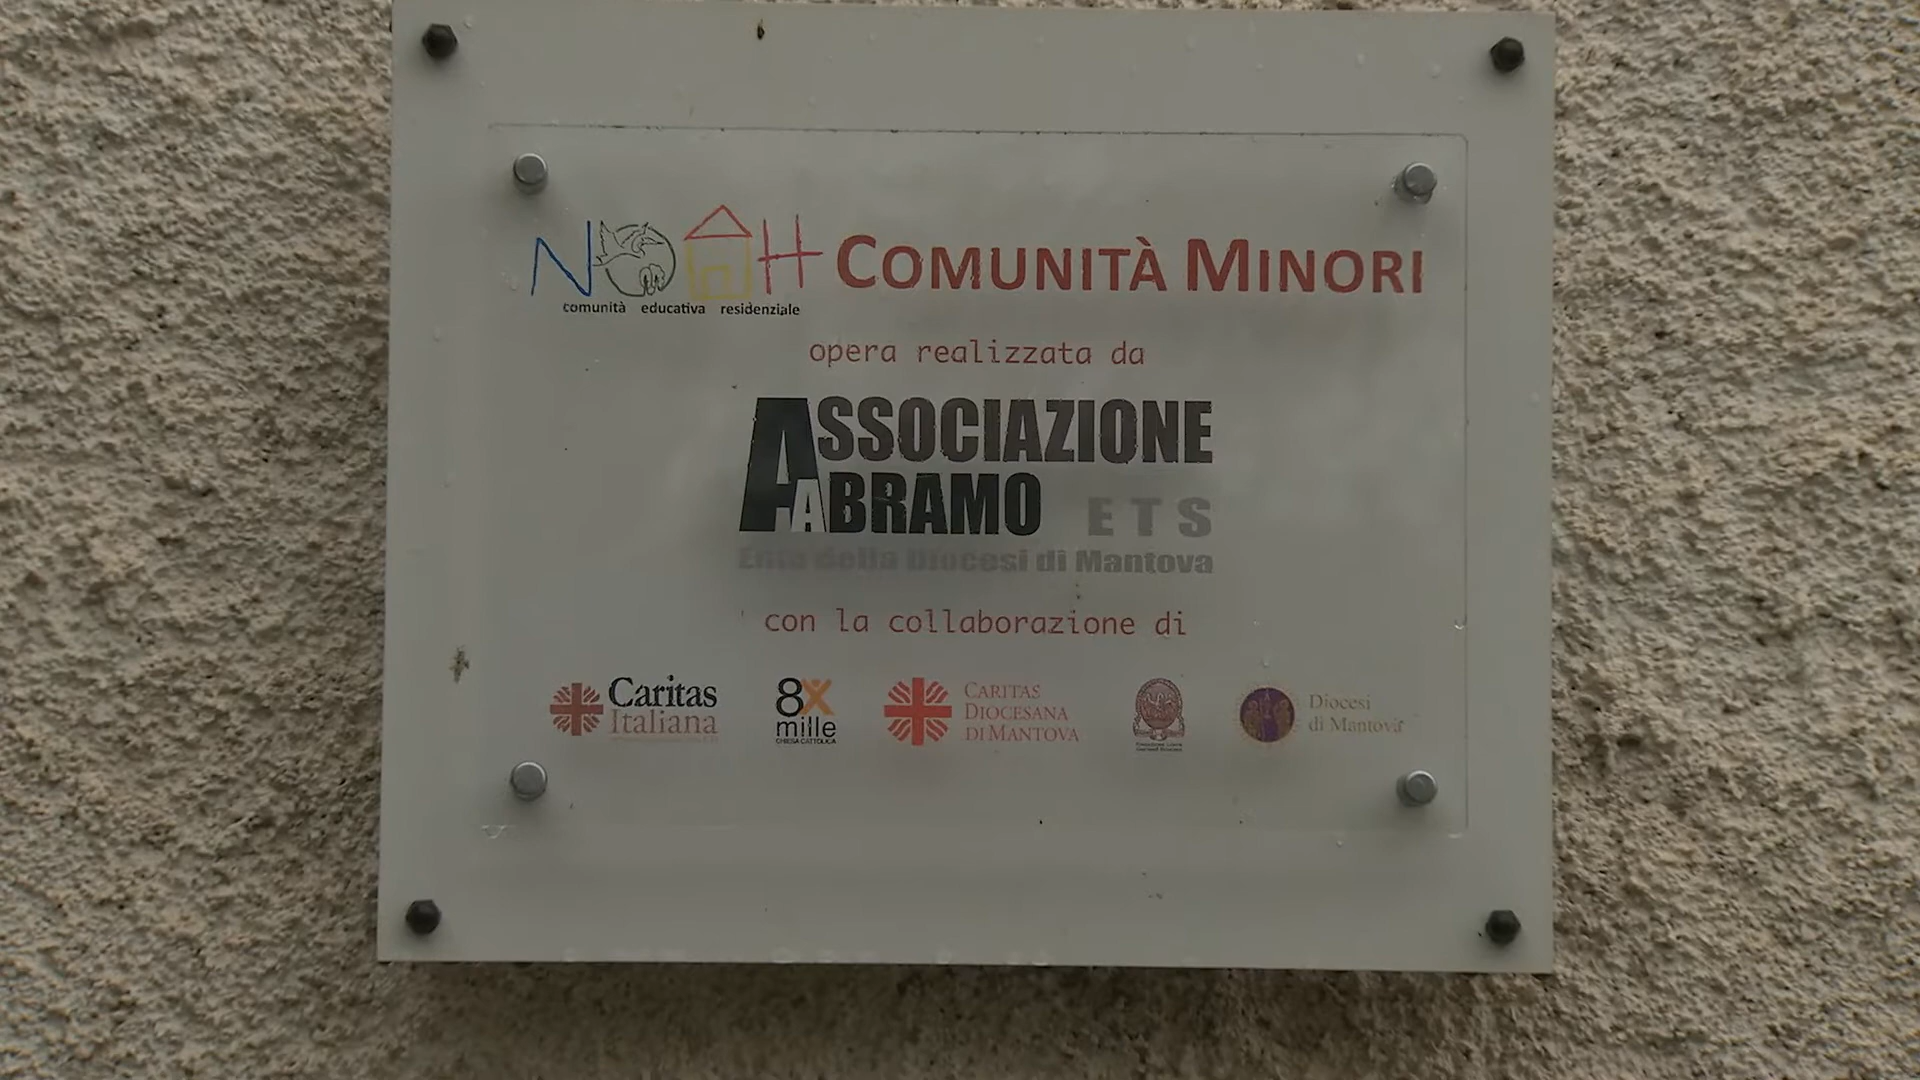 NOAH COMUNITÀ MINORI
comunità educativa residenziale
opera realizzata da
ASSOCIAZIONE
ABRAMO ETS
Ente della Diocesi di Mantova
con la collaborazione di
Caritas
Italiana
8X
mille
CHIESA CATTOLICA
CARITAS
DIOCESANA
DI MANTOVA
Diocesi
di Mantova